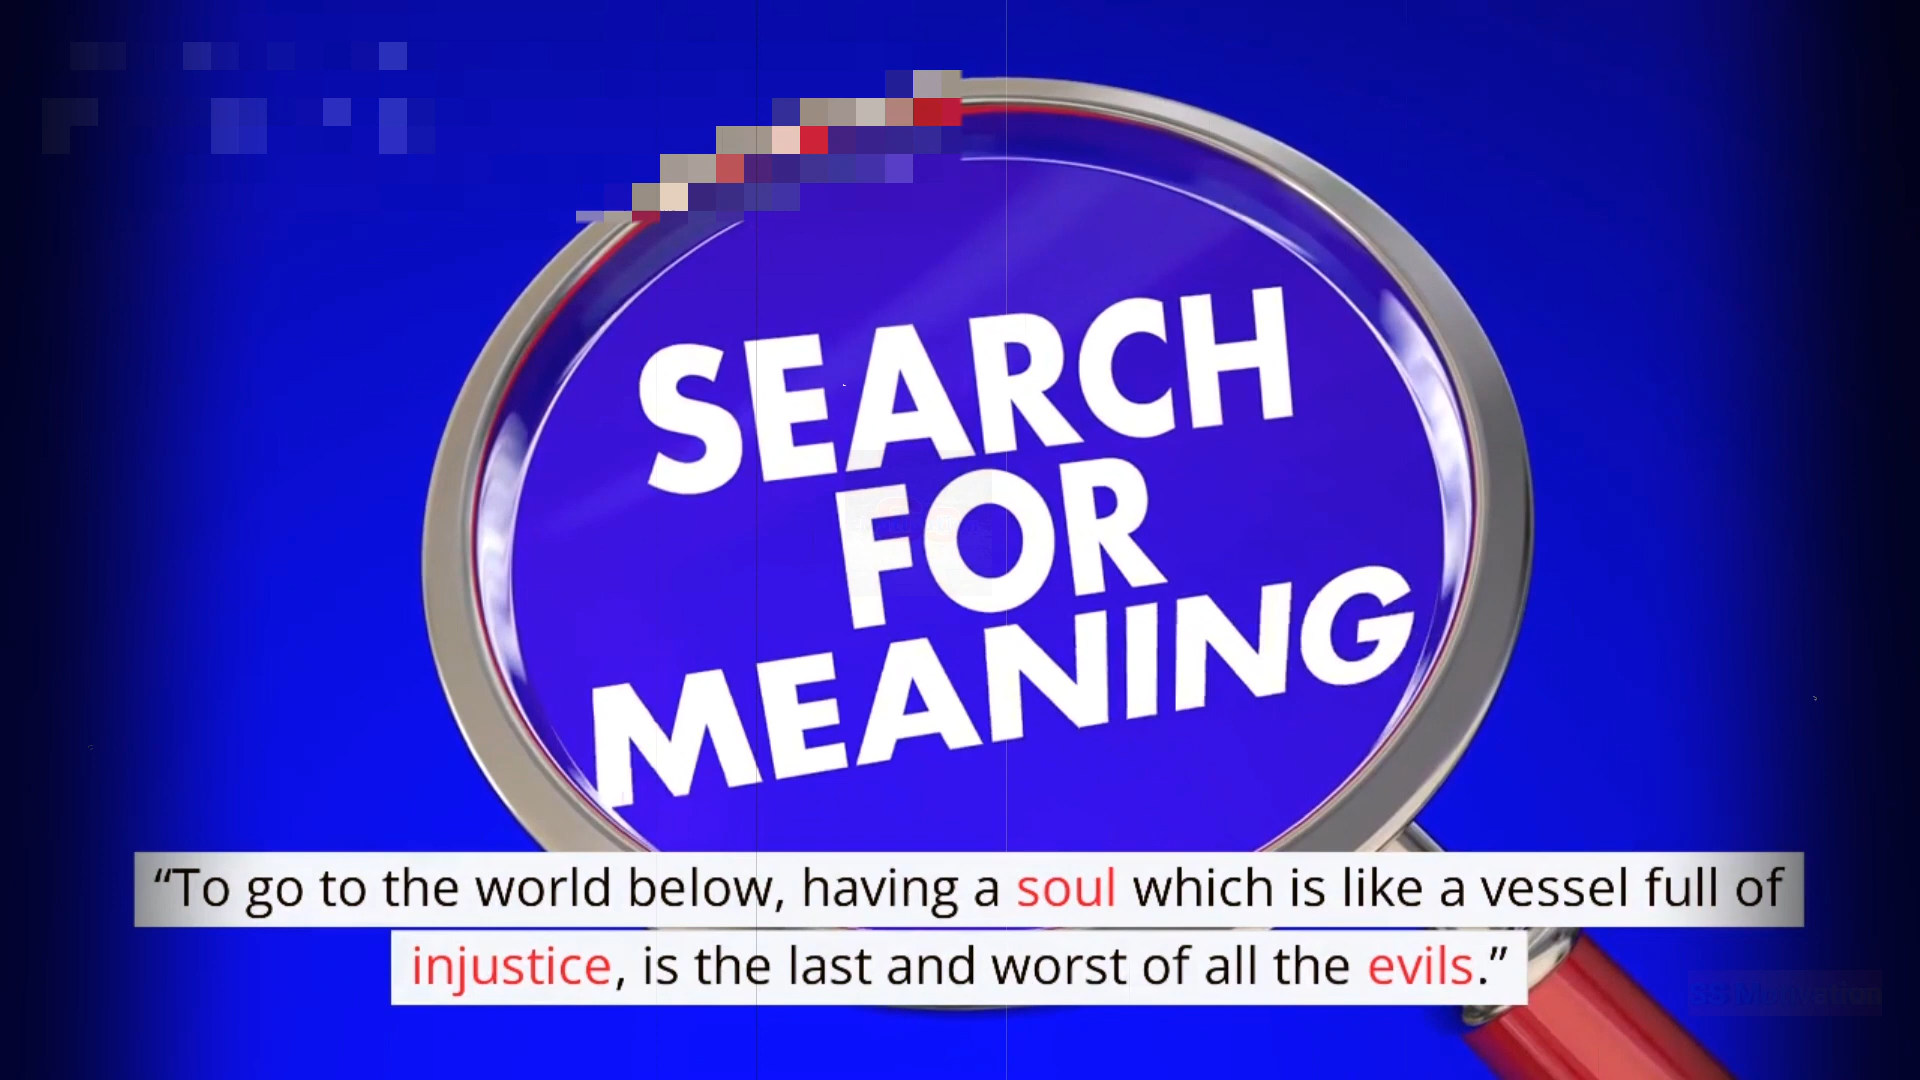 SEARCH
FOR
MEANING
“To go to the world below, having a soul which is like a vessel full of
injustice, is the last and worst of all the evils.”